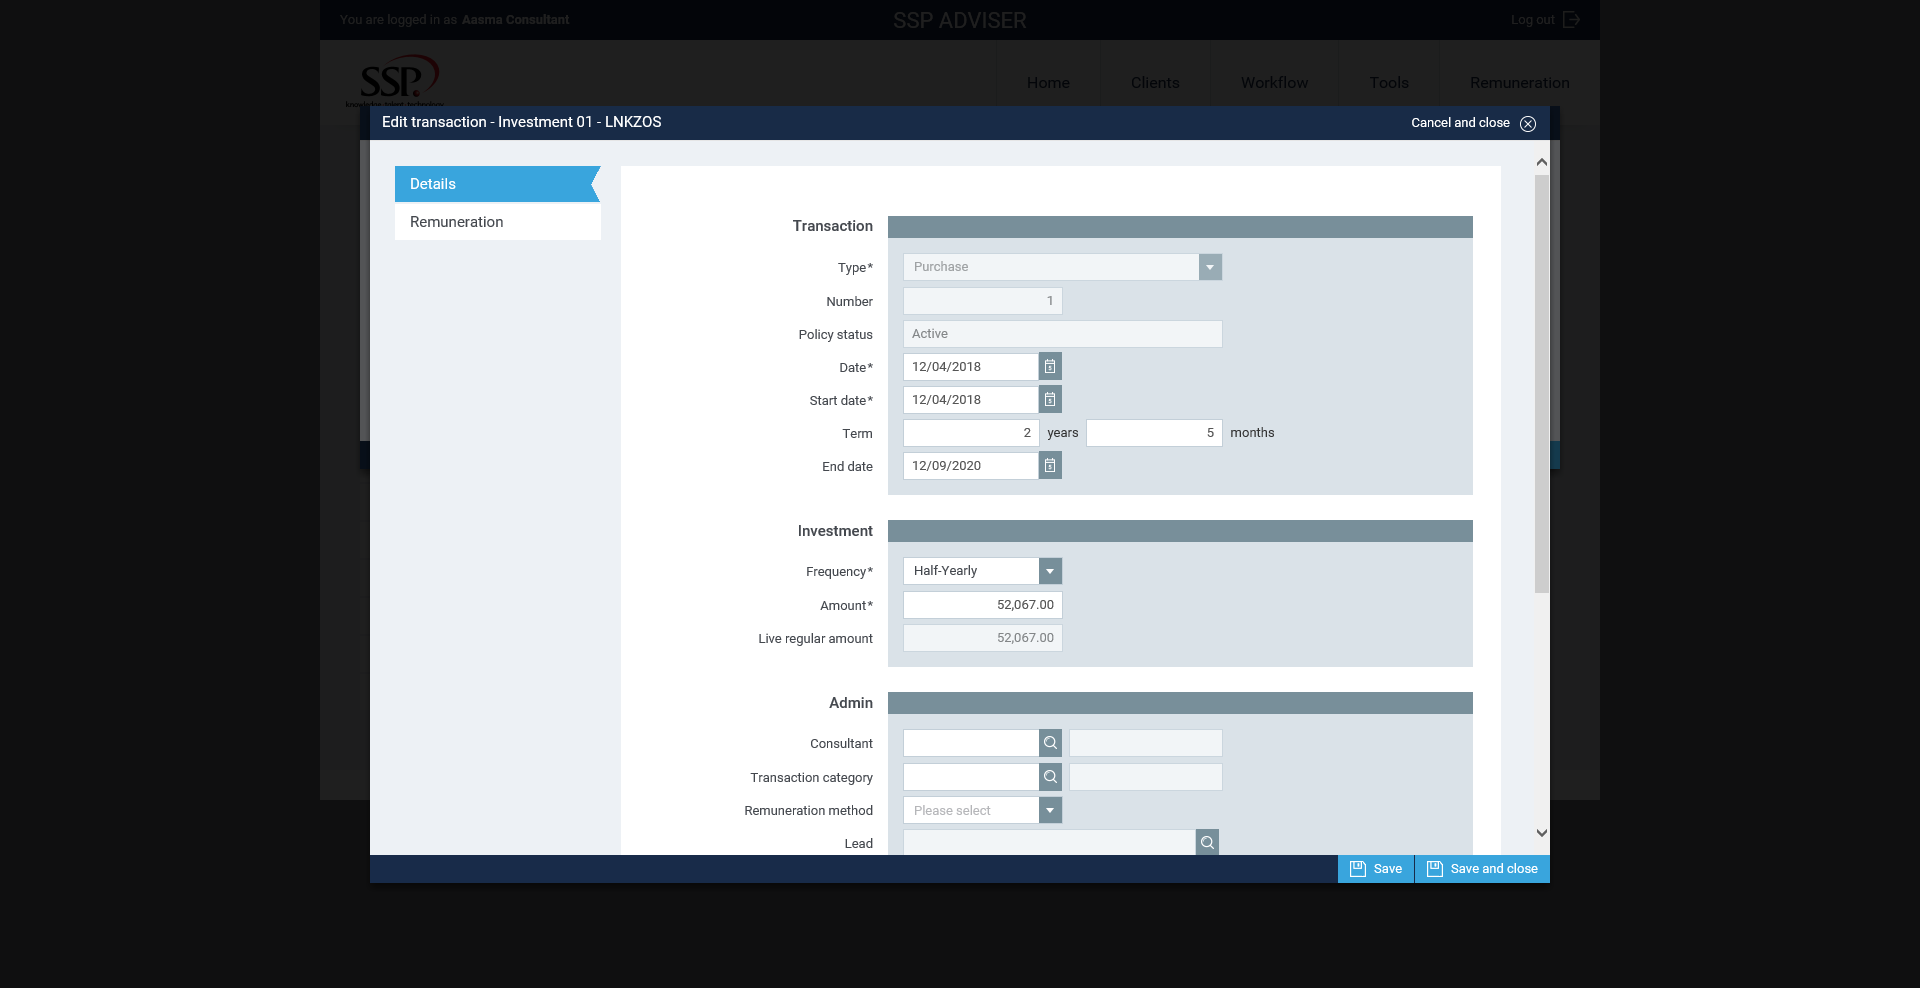 You are logged in as Aasma Consultant
SSP ADVISER
Log out
SSP
knowledge, talent, technology
Home
Clients
Workflow
Tools
Remuneration
Edit transaction - Investment 01 - LNKZOS
Cancel and close
Details
Remuneration
Transaction
Type* Purchase
Number 1
Policy status Active
Date* 12/04/2018
Start date* 12/04/2018
Term 2 years 5 months
End date 12/09/2020
Investment
Frequency* Half-Yearly
Amount* 52,067.00
Live regular amount 52,067.00
Admin
Consultant
Transaction category
Remuneration method Please select
Lead
Save
Save and close